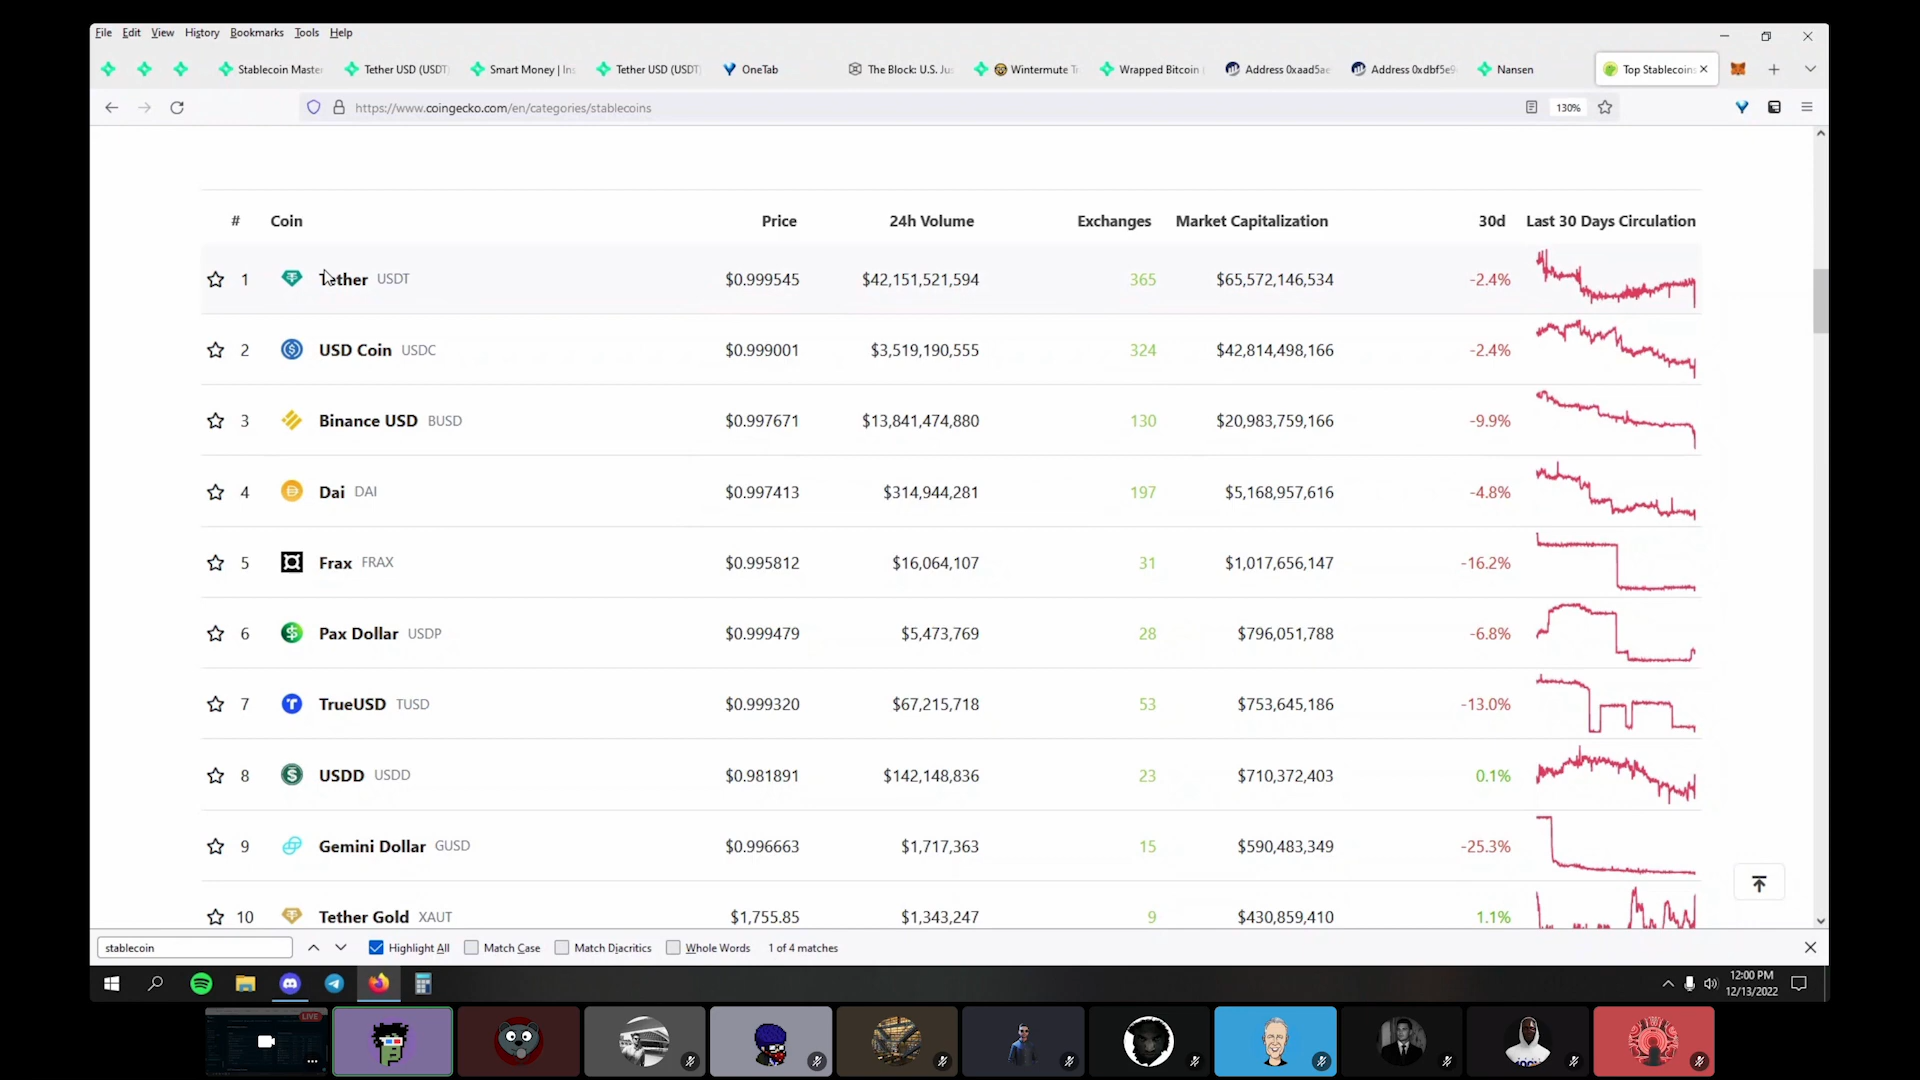 File Edit View History Bookmarks Tools Help
Stablecoin Maste Tether USD (USDT) Smart Money | Ins Tether USD (USDT) OneTab The Block: U.S. Jus Wintermute Tr Wrapped Bitcoin ( Address 0xaad5ae Address 0xdbf5e9 Nansen Top Stablecoins
https://www.coingecko.com/en/categories/stablecoins 130%
# Coin Price 24h Volume Exchanges Market Capitalization 30d Last 30 Days Circulation
1 Tether USDT $0.999545 $42,151,521,594 365 $65,572,146,534 -2.4%
2 USD Coin USDC $0.999001 $3,519,190,555 324 $42,814,498,166 -2.4%
3 Binance USD BUSD $0.997671 $13,841,474,880 130 $20,983,759,166 -9.9%
4 Dai DAI $0.997413 $314,944,281 197 $5,168,957,616 -4.8%
5 Frax FRAX $0.995812 $16,064,107 31 $1,017,656,147 -16.2%
6 Pax Dollar USDP $0.999479 $5,473,769 28 $796,051,788 -6.8%
7 TrueUSD TUSD $0.999320 $67,215,718 53 $753,645,186 -13.0%
8 USDD USDD $0.981891 $142,148,836 23 $710,372,403 0.1%
9 Gemini Dollar GUSD $0.996663 $1,717,363 15 $590,483,349 -25.3%
10 Tether Gold XAUT $1,755.85 $1,343,247 9 $430,859,410 1.1%
stablecoin Highlight All Match Case Match Diacritics Whole Words 1 of 4 matches
12:00 PM
12/13/2022
LIVE